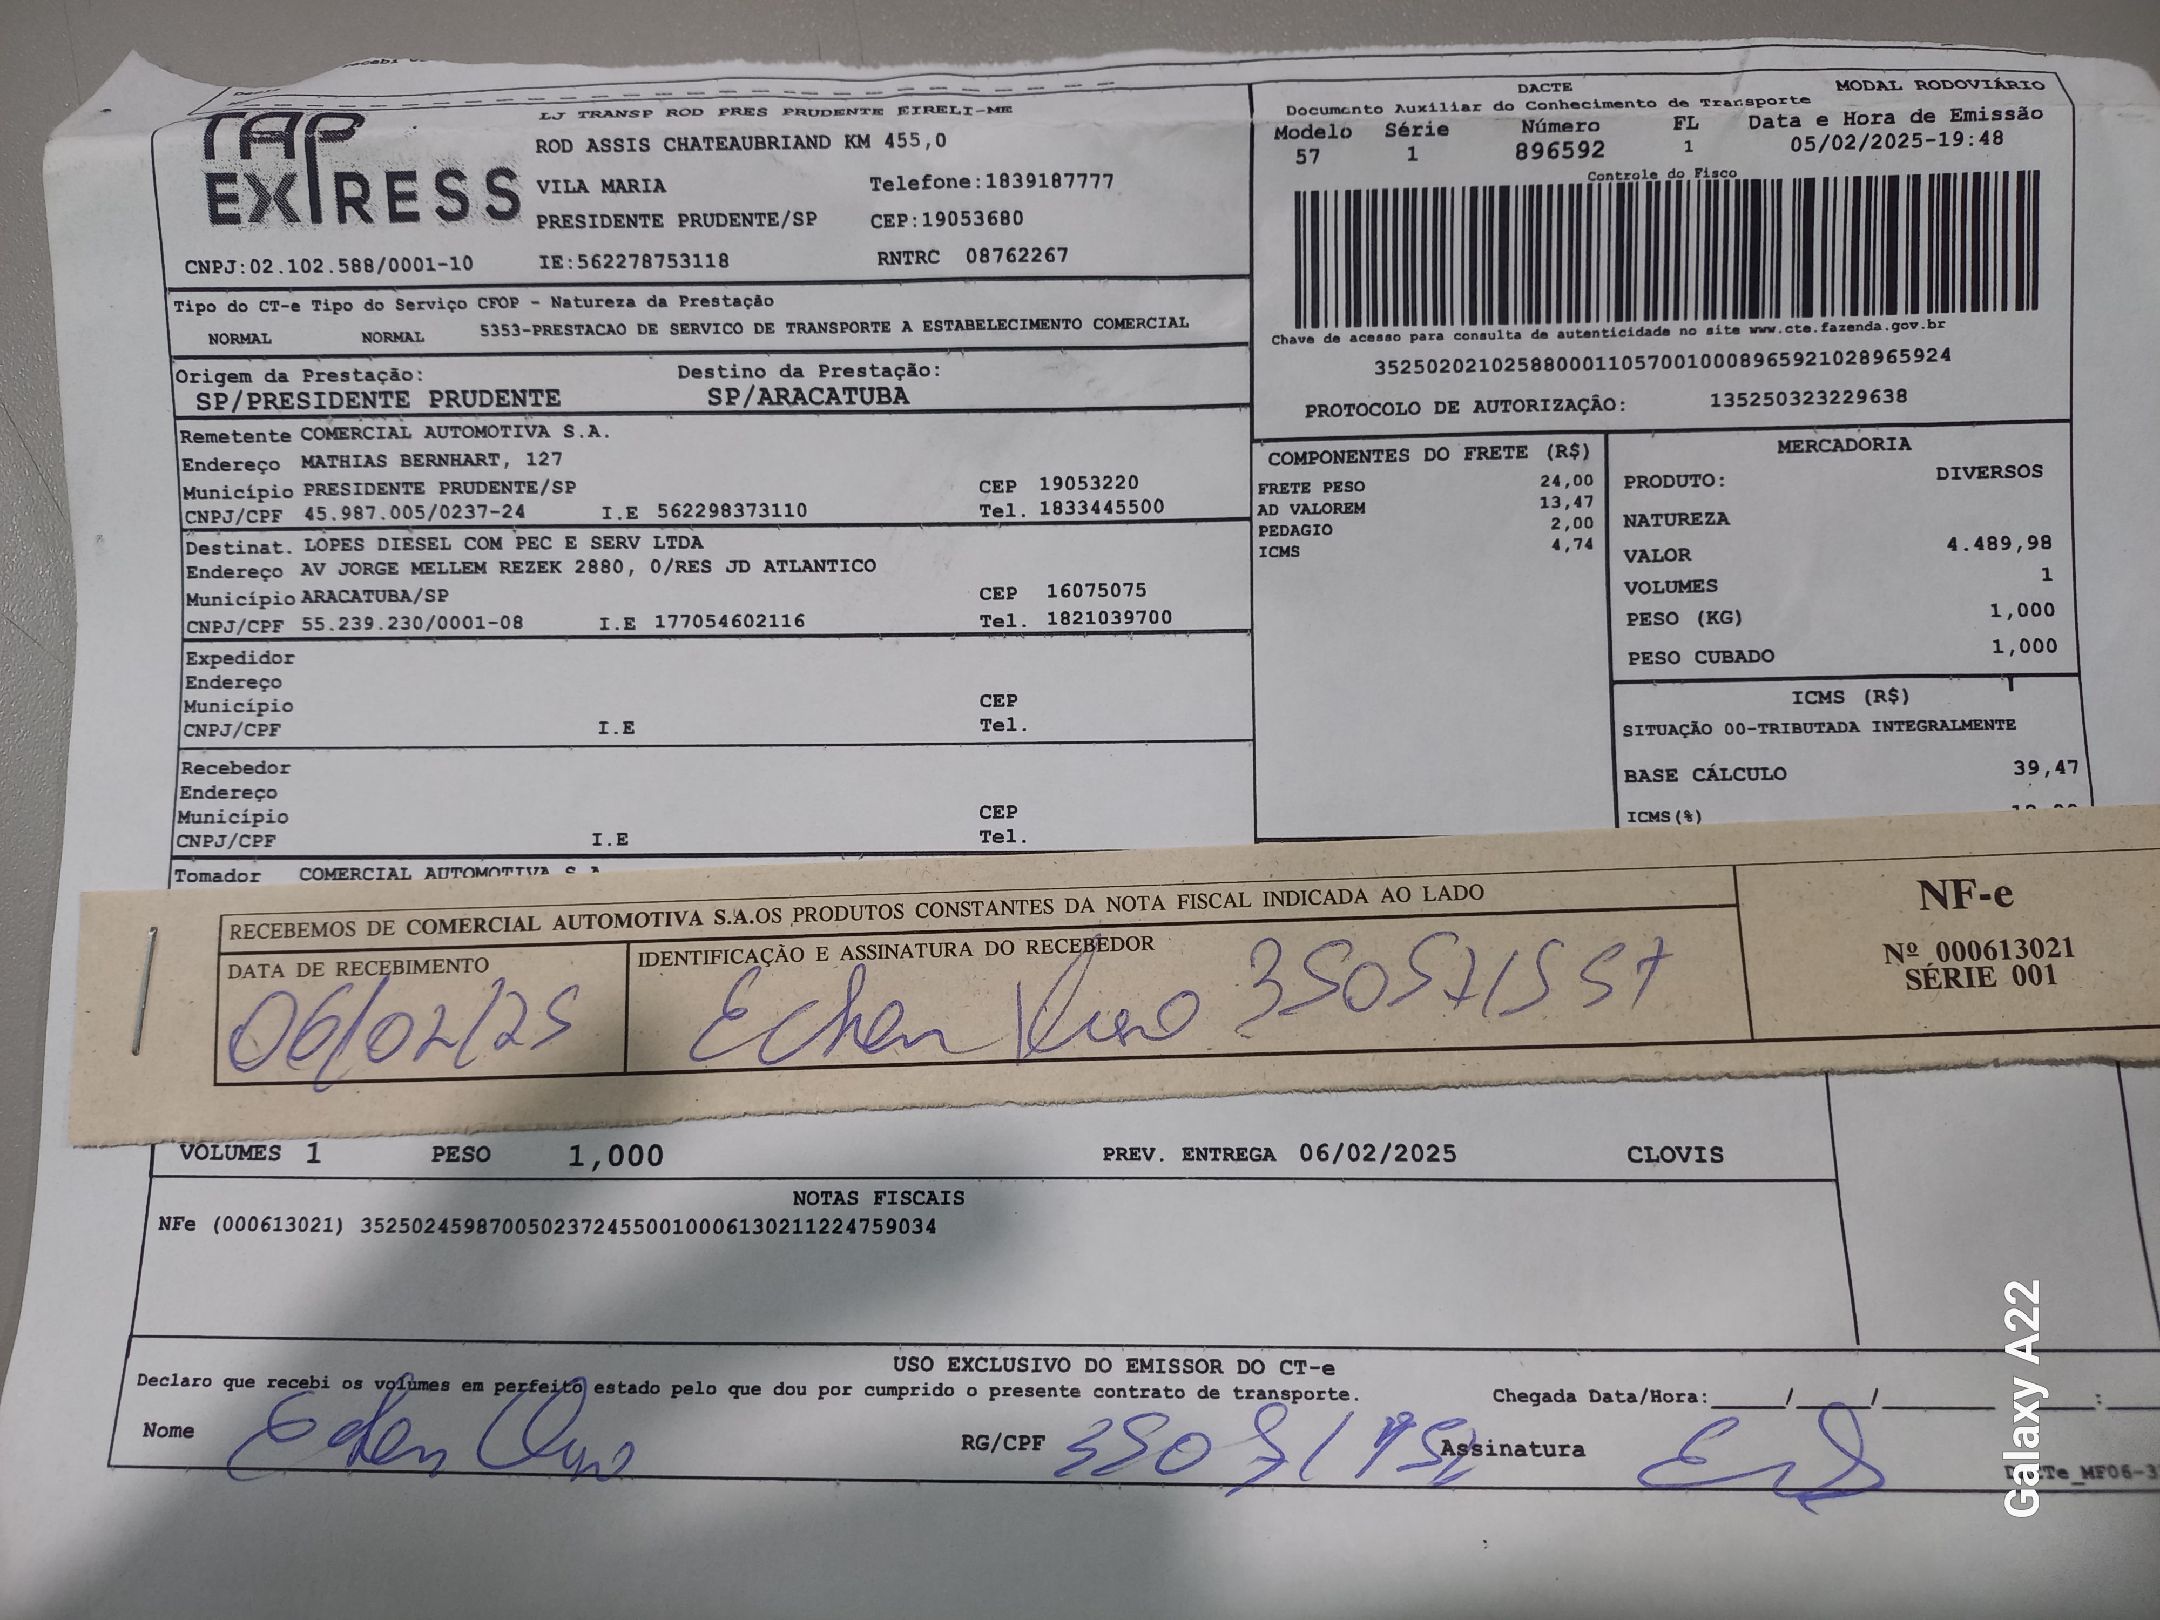 TAP EXPRESS
LJ TRANSP ROD PRES PRUDENTE EIRELI-ME
ROD ASSIS CHATEAUBRIAND KM 455,0
VILA MARIA Telefone:1839187777
PRESIDENTE PRUDENTE/SP CEP:19053680
CNPJ:02.102.588/0001-10 IE:562278753118 RNTRC 08762267
DACTE MODAL RODOVIÁRIO
Documento Auxiliar do Conhecimento de Transporte
Modelo Série Número FL Data e Hora de Emissão
57 1 896592 1 05/02/2025-19:48
Controle do Fisco
Chave de acesso para consulta de autenticidade no site www.cte.fazenda.gov.br
35250202102588000110570010008965921028965924
PROTOCOLO DE AUTORIZAÇÃO: 135250323229638
Tipo do CT-e Tipo do Serviço CFOP - Natureza da Prestação
NORMAL NORMAL 5353-PRESTACAO DE SERVICO DE TRANSPORTE A ESTABELECIMENTO COMERCIAL
Origem da Prestação: Destino da Prestação:
SP/PRESIDENTE PRUDENTE SP/ARACATUBA
Remetente COMERCIAL AUTOMOTIVA S.A.
Endereço MATHIAS BERNHART, 127
Município PRESIDENTE PRUDENTE/SP CEP 19053220
CNPJ/CPF 45.987.005/0237-24 I.E 562298373110 Tel. 1833445500
Destinat. LOPES DIESEL COM PEC E SERV LTDA
Endereço AV JORGE MELLEM REZEK 2880, 0/RES JD ATLANTICO
Município ARACATUBA/SP CEP 16075075
CNPJ/CPF 55.239.230/0001-08 I.E 177054602116 Tel. 1821039700
Expedidor
Endereço
Município CEP
CNPJ/CPF I.E Tel.
Recebedor
Endereço
Município CEP
CNPJ/CPF I.E Tel.
Tomador COMERCIAL AUTOMOTIVA S.A.
COMPONENTES DO FRETE (R$)
FRETE PESO 24,00
AD VALOREM 13,47
PEDAGIO 2,00
ICMS 4,74
MERCADORIA
PRODUTO: DIVERSOS
NATUREZA
VALOR 4.489,98
VOLUMES 1
PESO (KG) 1,000
PESO CUBADO 1,000
ICMS (R$)
SITUAÇÃO 00-TRIBUTADA INTEGRALMENTE
BASE CÁLCULO 39,47
ICMS(%)
RECEBEMOS DE COMERCIAL AUTOMOTIVA S.A.OS PRODUTOS CONSTANTES DA NOTA FISCAL INDICADA AO LADO
DATA DE RECEBIMENTO IDENTIFICAÇÃO E ASSINATURA DO RECEBEDOR
06/02/25
NF-e
Nº 000613021
SÉRIE 001
VOLUMES 1 PESO 1,000 PREV. ENTREGA 06/02/2025 CLOVIS
NOTAS FISCAIS
NFe (000613021) 35250245987005023724550010006130211224759034
USO EXCLUSIVO DO EMISSOR DO CT-e
Declaro que recebi os volumes em perfeito estado pelo que dou por cumprido o presente contrato de transporte. Chegada Data/Hora:____/____/____ __:__
Nome RG/CPF Assinatura
Galaxy A22